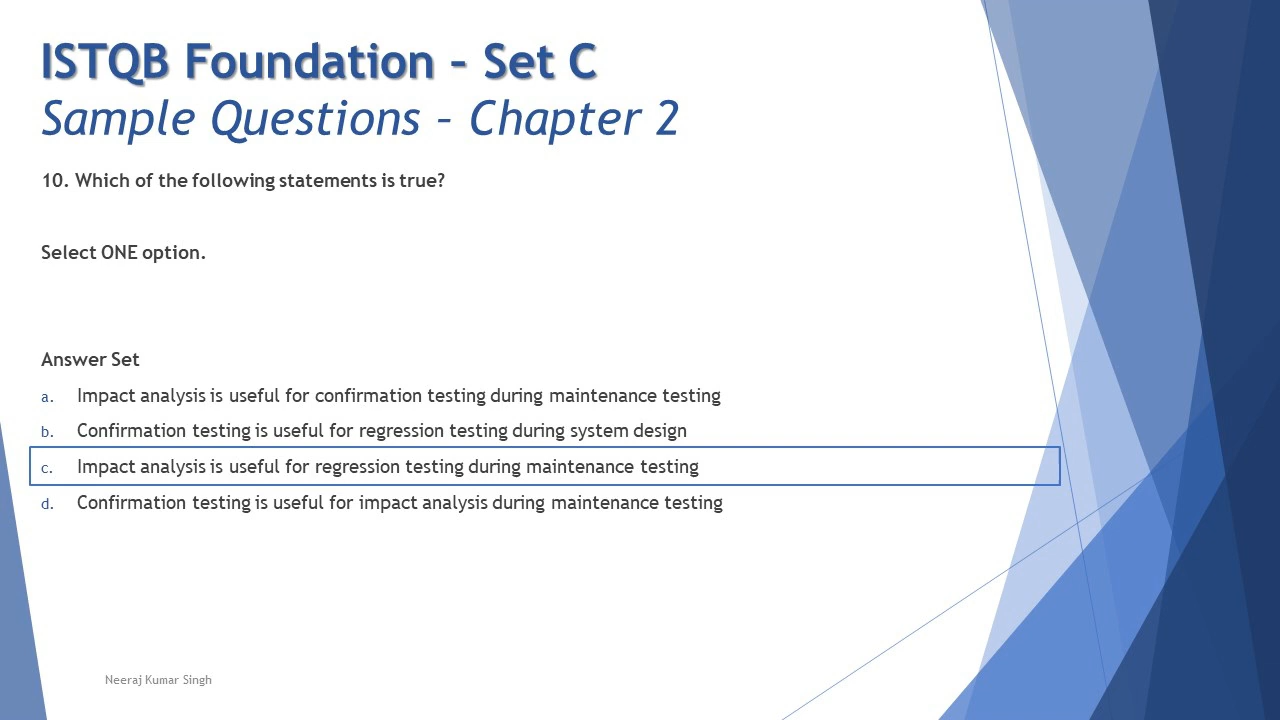 ISTQB Foundation – Set C
Sample Questions – Chapter 2
10. Which of the following statements is true?
Select ONE option.
Answer Set
a. Impact analysis is useful for confirmation testing during maintenance testing
b. Confirmation testing is useful for regression testing during system design
c. Impact analysis is useful for regression testing during maintenance testing
d. Confirmation testing is useful for impact analysis during maintenance testing
Neeraj Kumar Singh